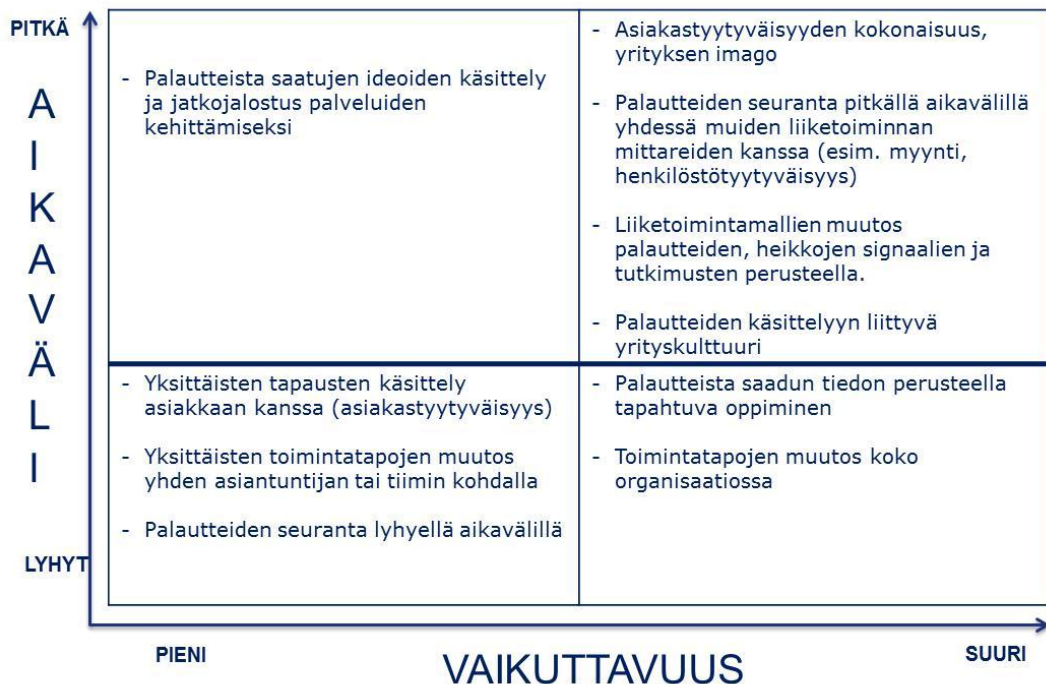 PITKÄ
AIKAVÄLI
LYHYT
- Palautteista saatujen ideoiden käsittely
ja jatkojalostus palveluiden
kehittämiseksi
- Asiakastyytyväisyyden kokonaisuus,
yrityksen imago
- Palautteiden seuranta pitkällä aikavälillä
yhdessä muiden liiketoiminnan
mittareiden kanssa (esim. myynti,
henkilöstötyytyväisyys)
- Liiketoimintamallien muutos
palautteiden, heikkojen signaalien ja
tutkimusten perusteella.
- Palautteiden käsittelyyn liittyvä
yrityskulttuuri
- Yksittäisten tapausten käsittely
asiakkaan kanssa (asiakastyytyväisyys)
- Yksittäisten toimintatapojen muutos
yhden asiantuntijan tai tiimin kohdalla
- Palautteiden seuranta lyhyellä aikavälillä
- Palautteista saadun tiedon perusteella
tapahtuva oppiminen
- Toimintatapojen muutos koko
organisaatiossa
PIENI
VAIKUTTAVUUS
SUURI